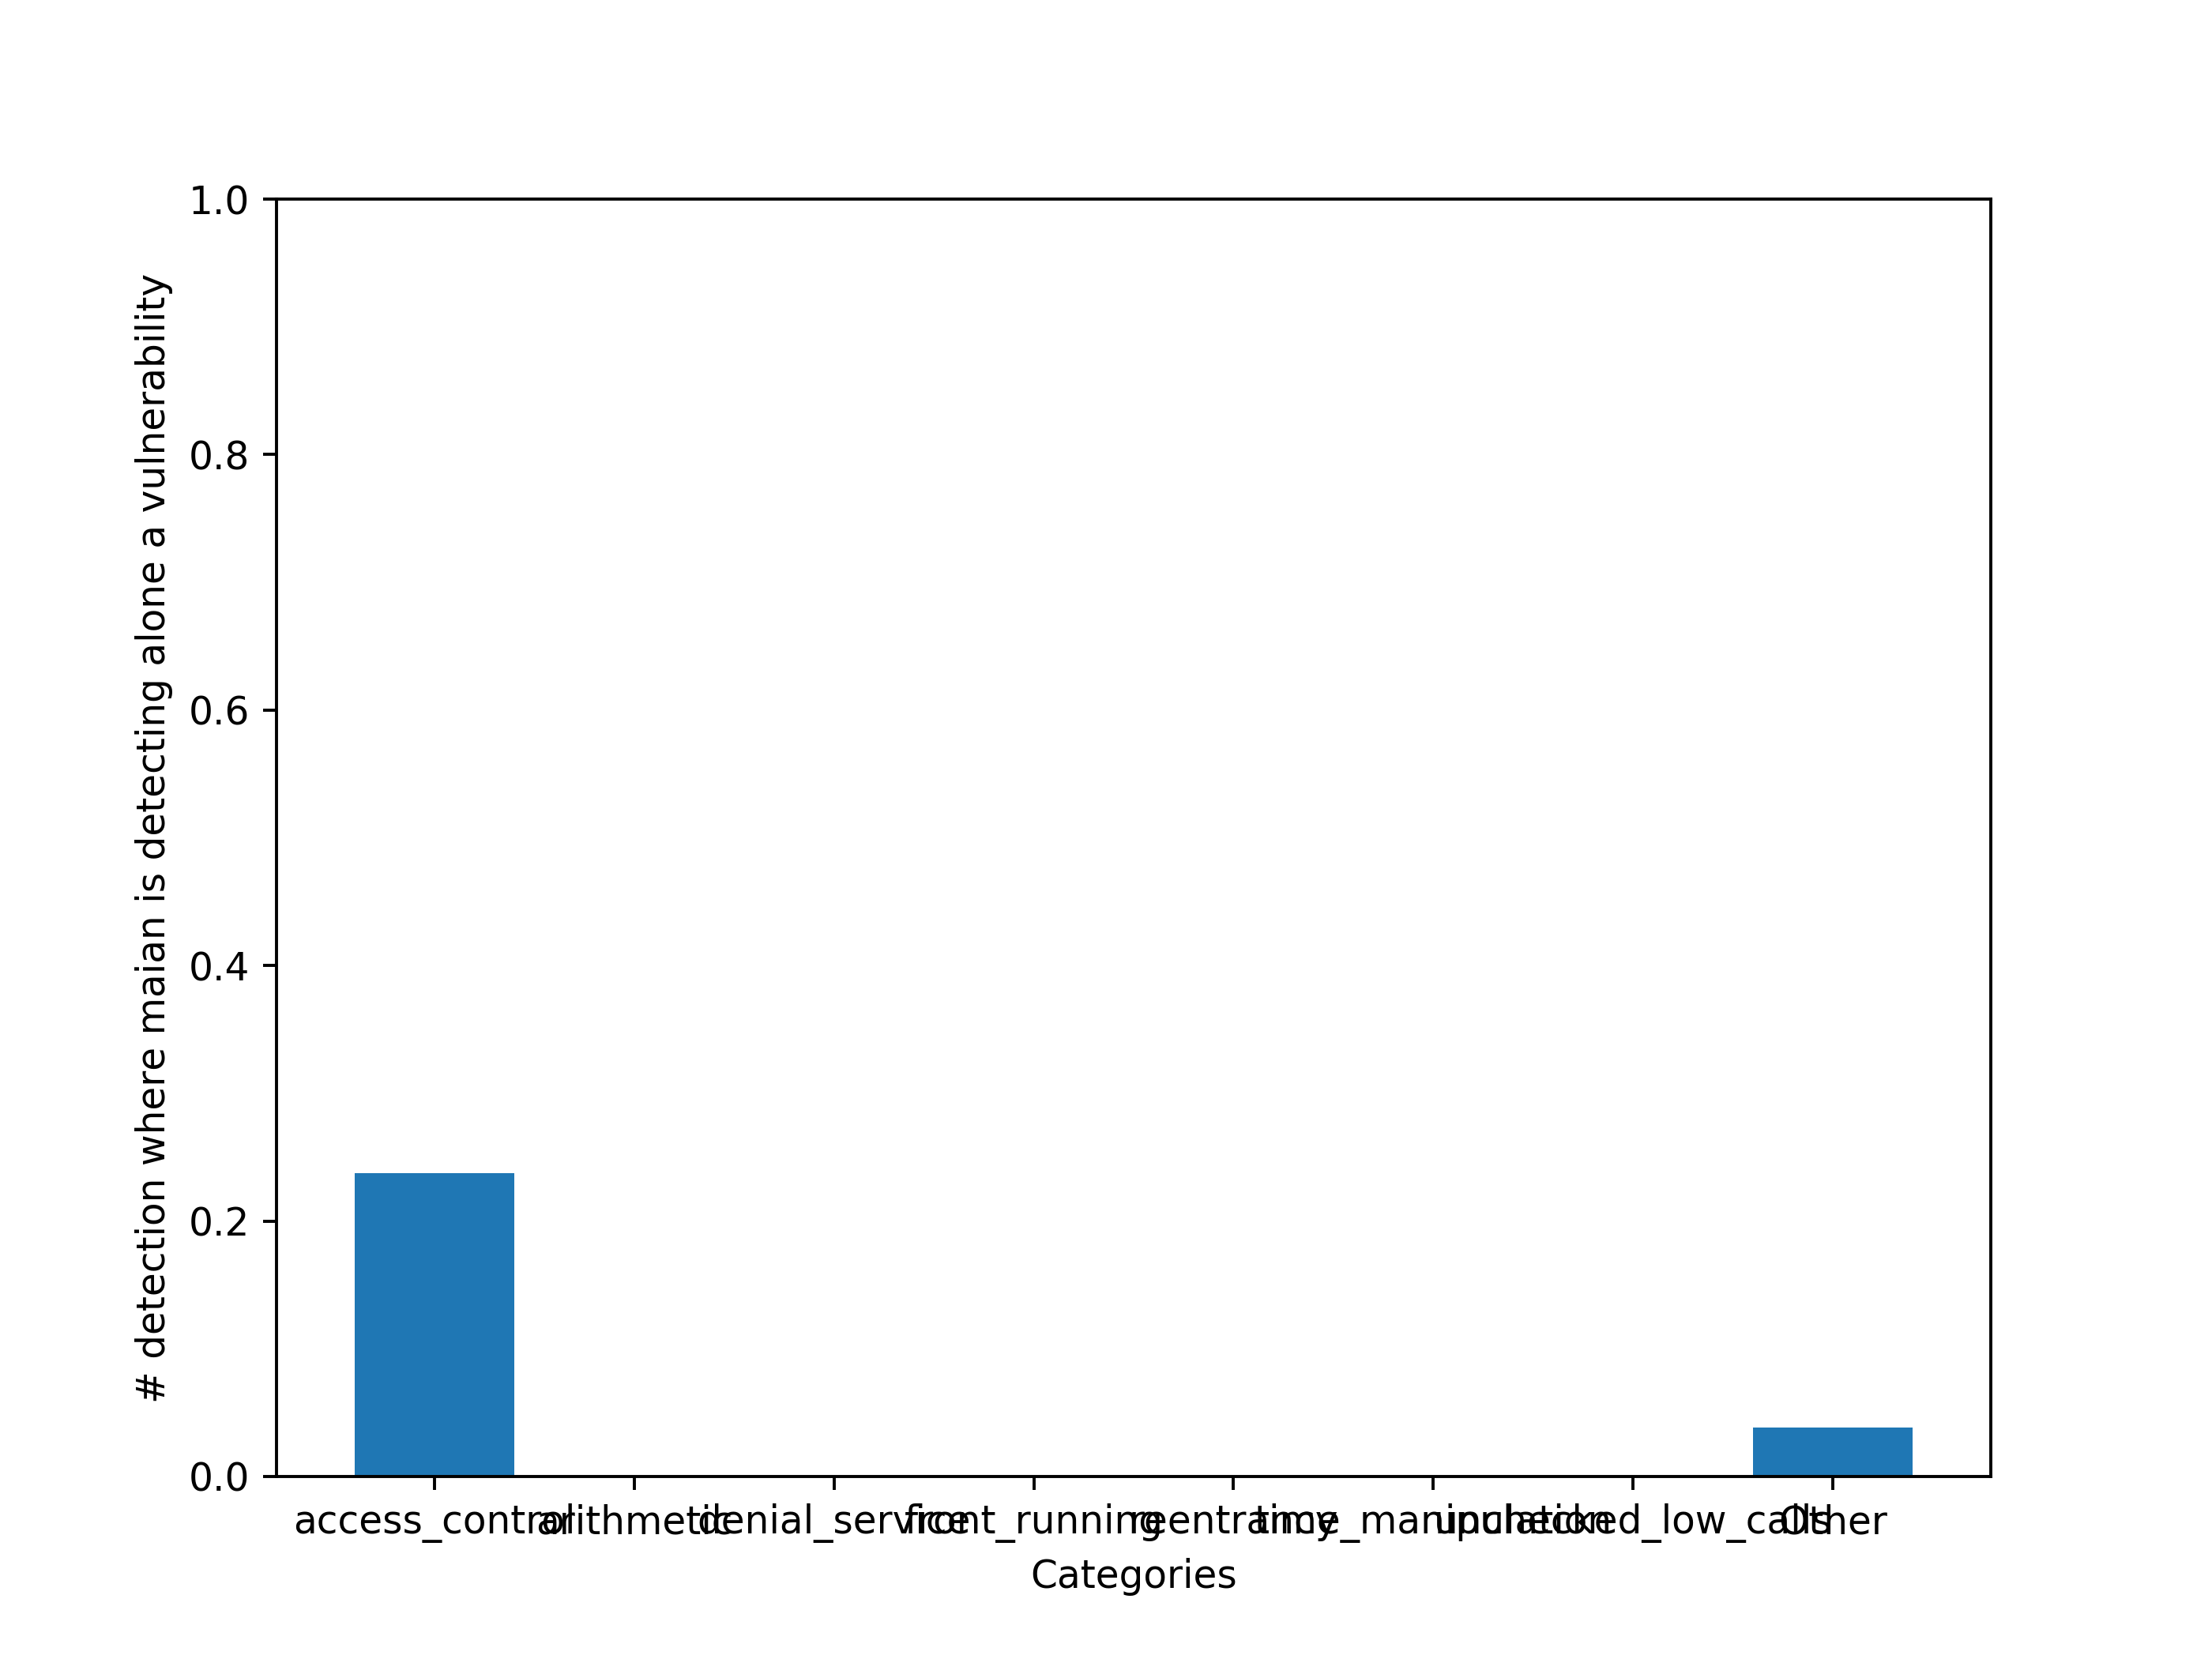 # detection where maian is detecting alone a vulnerability
1.0
0.8
0.6
0.4
0.2
0.0
access_control
arithmetic
denial_service
front_running
reentrancy
time_manipulation
unchecked_low_calls
Other
Categories